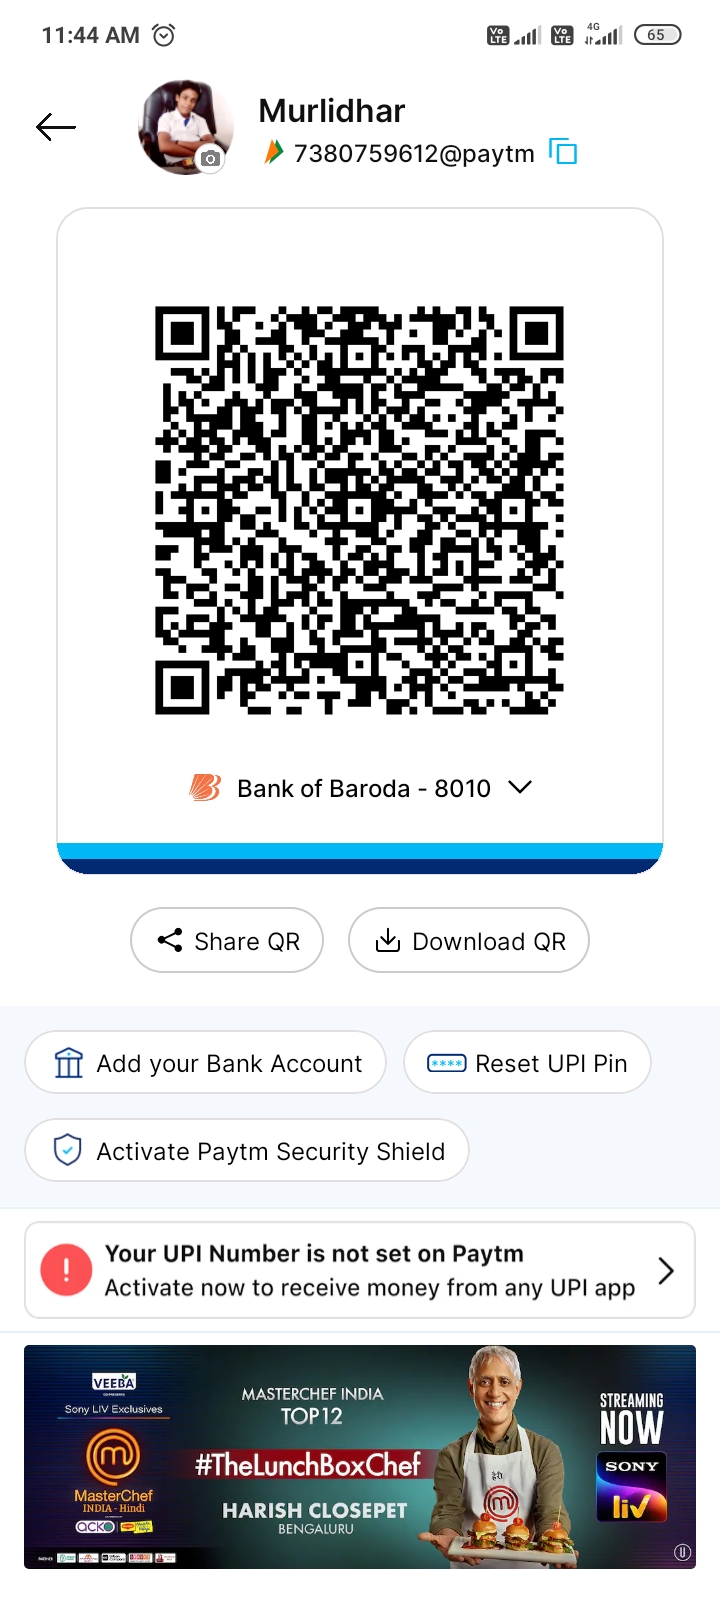 11:44 AM
Vo LTE
Vo LTE
4G
65
Murlidhar
7380759612@paytm
Bank of Baroda - 8010
Share QR
Download QR
Add your Bank Account
**** Reset UPI Pin
Activate Paytm Security Shield
Your UPI Number is not set on Paytm
Activate now to receive money from any UPI app
VEEBA
CO-PRESENTS
Sony LIV Exclusives
MasterChef
INDIA - Hindi
acko
MASTERCHEF INDIA
TOP12
#TheLunchBoxChef
HARISH CLOSEPET
BENGALURU
हैरी
STREAMING
NOW
SONY
liv
U